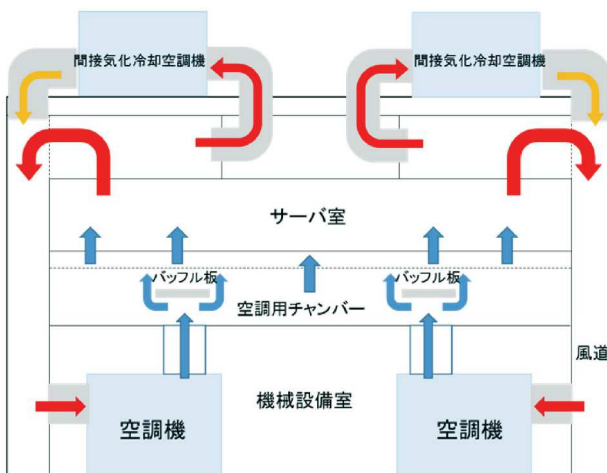 間接気化冷却空調機
間接気化冷却空調機
サーバ室
バッフル板
バッフル板
空調用チャンバー
風道
機械設備室
空調機
空調機